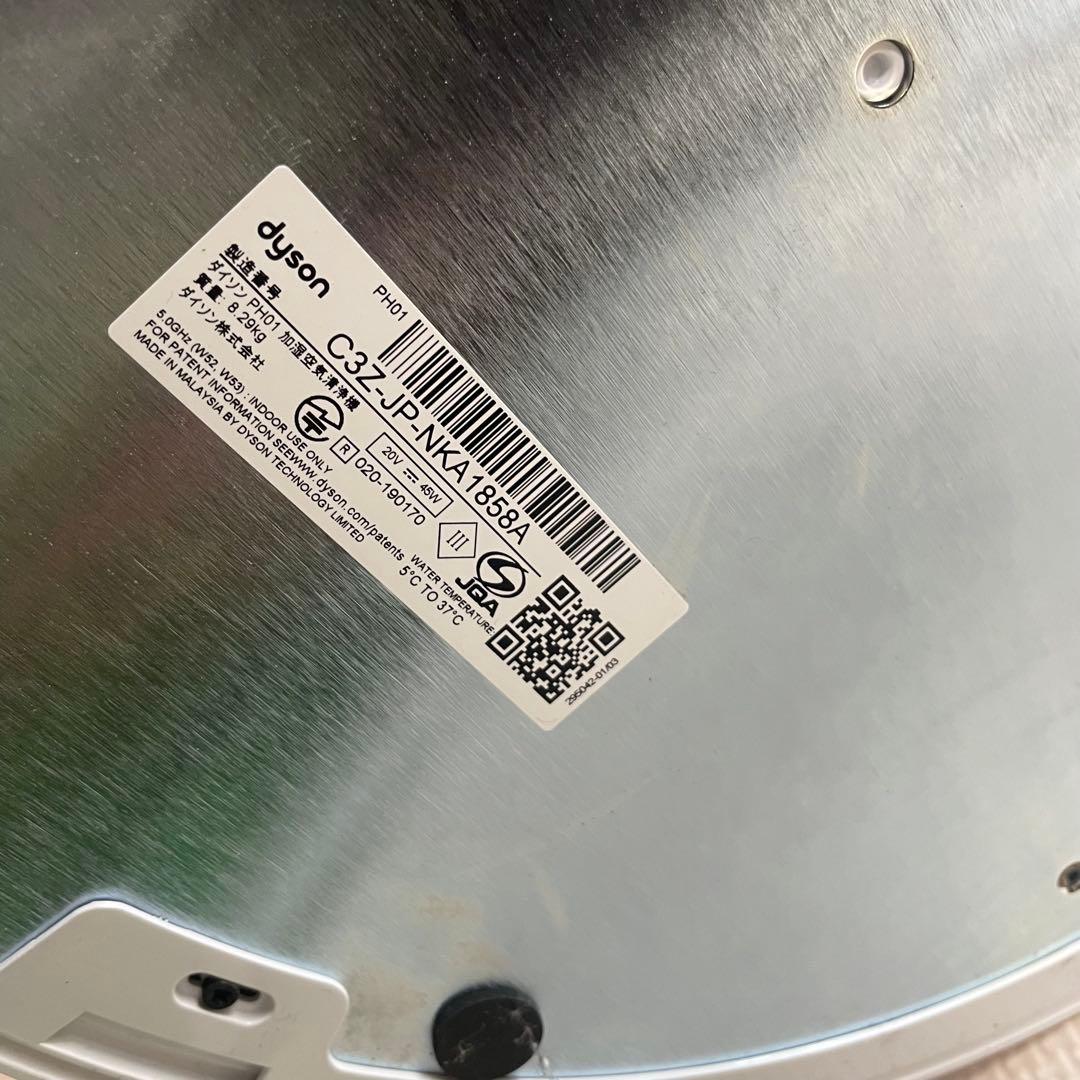 dyson
PH01
製造番号
C3Z-JP-NKA1858A
ダイソン PH01 加湿空気清浄機
質量: 8.29kg
ダイソン株式会社
20V ⎓ 45W
R 020-190170
III
JQA
5.0GHz (W52, W53) : INDOOR USE ONLY
FOR PATENT INFORMATION SEEwww.dyson.com/patents
MADE IN MALAYSIA BY DYSON TECHNOLOGY LIMITED
WATER TEMPERATURE
5°C TO 37°C
295042-01/03